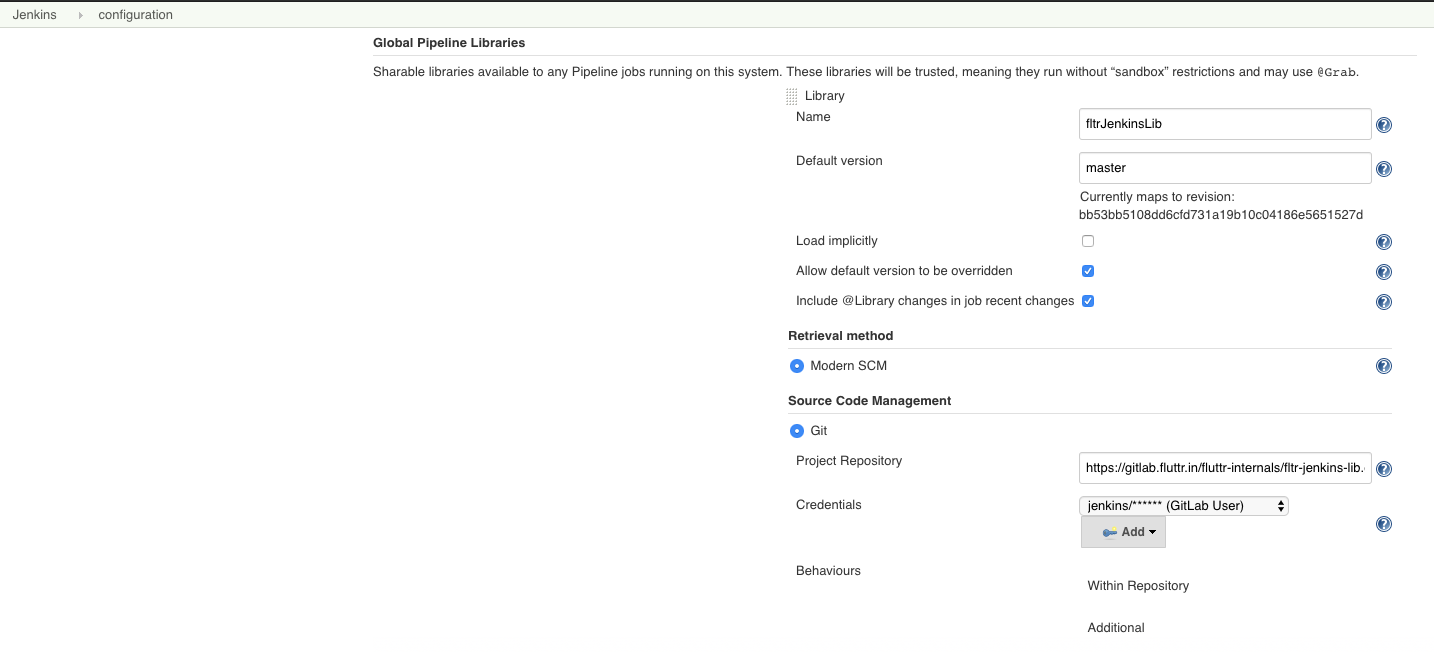 Jenkins configuration
Global Pipeline Libraries
Sharable libraries available to any Pipeline jobs running on this system. These libraries will be trusted, meaning they run without “sandbox” restrictions and may use @Grab.
Library
Name
fltrJenkinsLib
Default version
master
Currently maps to revision:
bb53bb5108dd6cfd731a19b10c04186e5651527d
Load implicitly
Allow default version to be overridden
Include @Library changes in job recent changes
Retrieval method
Modern SCM
Source Code Management
Git
Project Repository
https://gitlab.fluttr.in/fluttr-internals/fltr-jenkins-lib.
Credentials
jenkins/****** (GitLab User)
Add
Behaviours
Within Repository
Additional